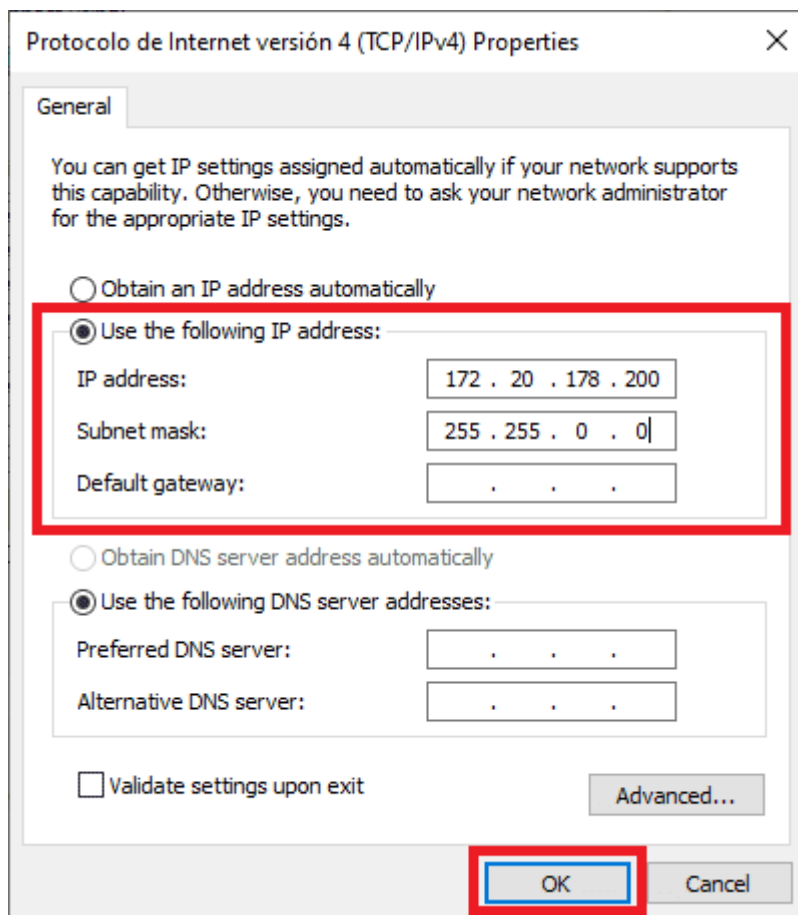 Protocolo de Internet versión 4 (TCP/IPv4) Properties
General
You can get IP settings assigned automatically if your network supports
this capability. Otherwise, you need to ask your network administrator
for the appropriate IP settings.
Obtain an IP address automatically
Use the following IP address:
IP address: 172 . 20 . 178 . 200
Subnet mask: 255 . 255 . 0 . 0
Default gateway: . . .
Obtain DNS server address automatically
Use the following DNS server addresses:
Preferred DNS server: . . .
Alternative DNS server: . . .
Validate settings upon exit
Advanced...
OK Cancel